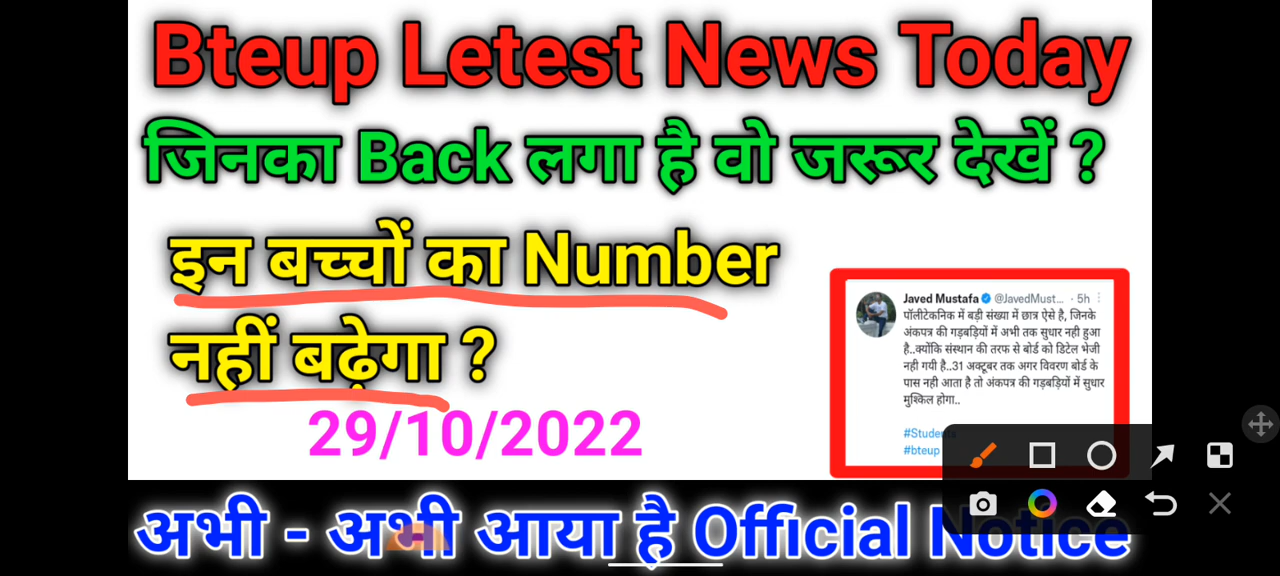 Bteup Letest News Today
जिनका Back लगा है वो जरूर देखें ?
इन बच्चों का Number
नहीं बढ़ेगा ?
29/10/2022
Javed Mustafa @JavedMust... · 5h
पॉलीटेकनिक में बड़ी संख्या में छात्र ऐसे है, जिनके
अंकपत्र की गड़बड़ियों में अभी तक सुधार नही हुआ
है..क्योंकि संस्थान की तरफ से बोर्ड को डिटेल भेजी
नही गयी है..31 अक्टूबर तक अगर विवरण बोर्ड के
पास नही आता है तो अंकपत्र की गड़बड़ियों में सुधार
मुश्किल होगा..
#Studen
#bteup
अभी - अभी आया है Official Notice